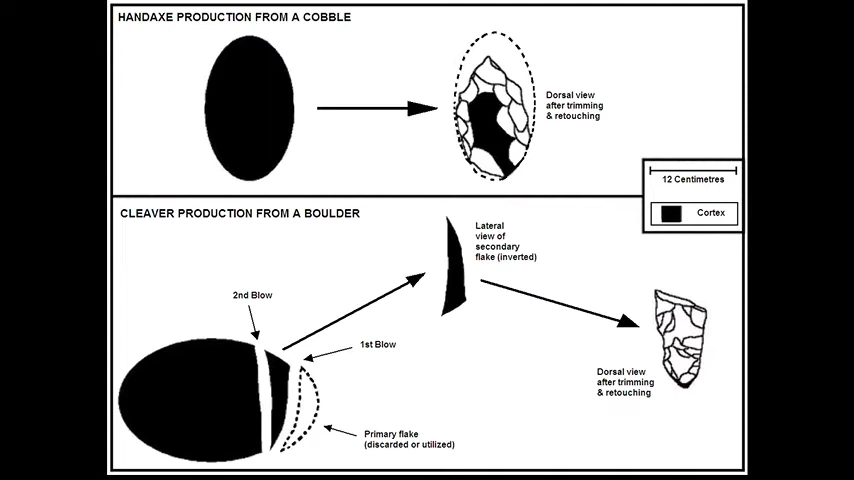 HANDAXE PRODUCTION FROM A COBBLE
Dorsal view
after trimming
& retouching
12 Centimetres
Cortex
CLEAVER PRODUCTION FROM A BOULDER
Lateral
view of
secondary
flake (inverted)
2nd Blow
1st Blow
Dorsal view
after trimming
& retouching
Primary flake
(discarded or utilized)